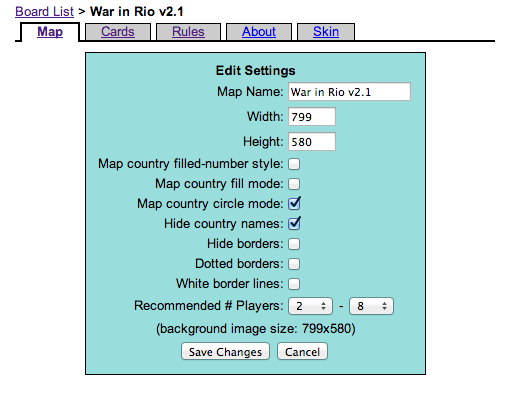 Board List > War in Rio v2.1
Map Cards Rules About Skin
Edit Settings
Map Name: War in Rio v2.1
Width: 799
Height: 580
Map country filled-number style:
Map country fill mode:
Map country circle mode:
Hide country names:
Hide borders:
Dotted borders:
White border lines:
Recommended # Players: 2 - 8
(background image size: 799x580)
Save Changes Cancel